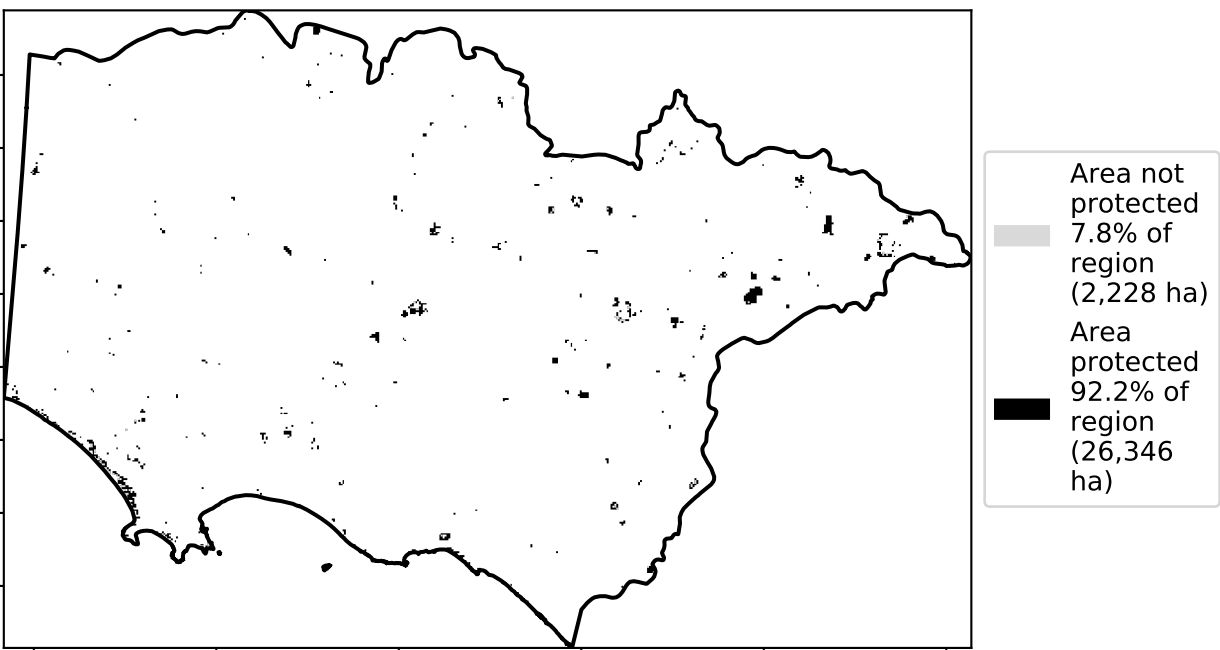 Area not
protected
7.8% of
region
(2,228 ha)
Area
protected
92.2% of
region
(26,346
ha)